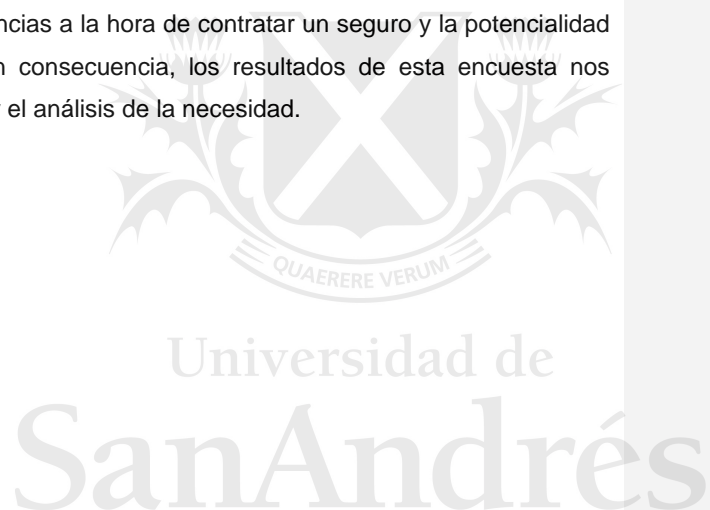 ncias a la hora de contratar un seguro y la potencialidad
n consecuencia, los resultados de esta encuesta nos
el análisis de la necesidad.
QUAERERE VERUM
Universidad de
SanAndrés